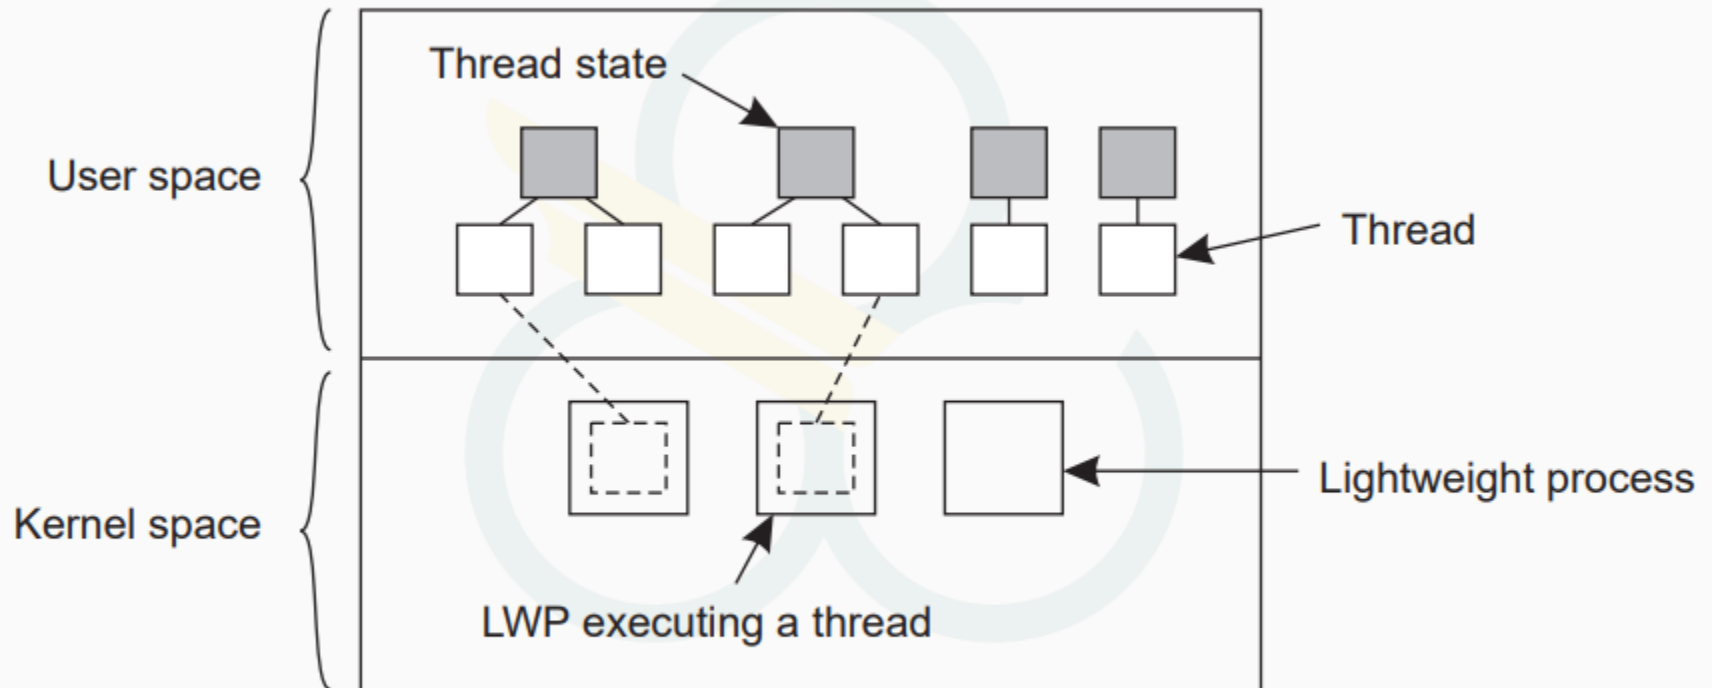 Thread state
User space
Thread
Lightweight process
Kernel space
LWP executing a thread